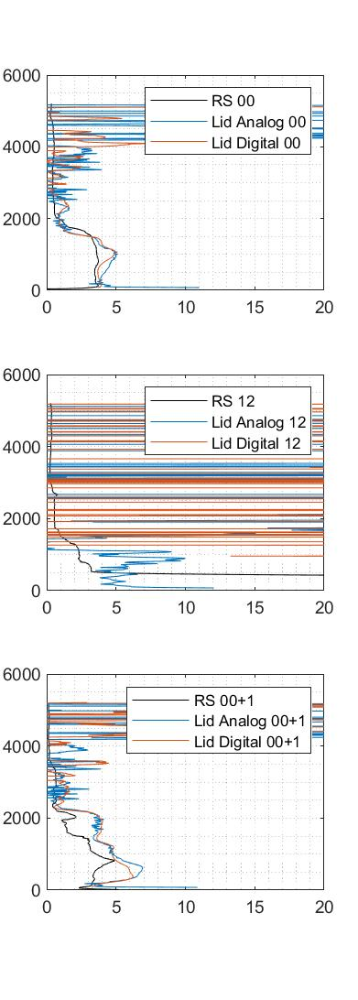 6000
4000
2000
0
0 5 10 15 20
RS 00
Lid Analog 00
Lid Digital 00
6000
4000
2000
0
0 5 10 15 20
RS 12
Lid Analog 12
Lid Digital 12
6000
4000
2000
0
0 5 10 15 20
RS 00+1
Lid Analog 00+1
Lid Digital 00+1